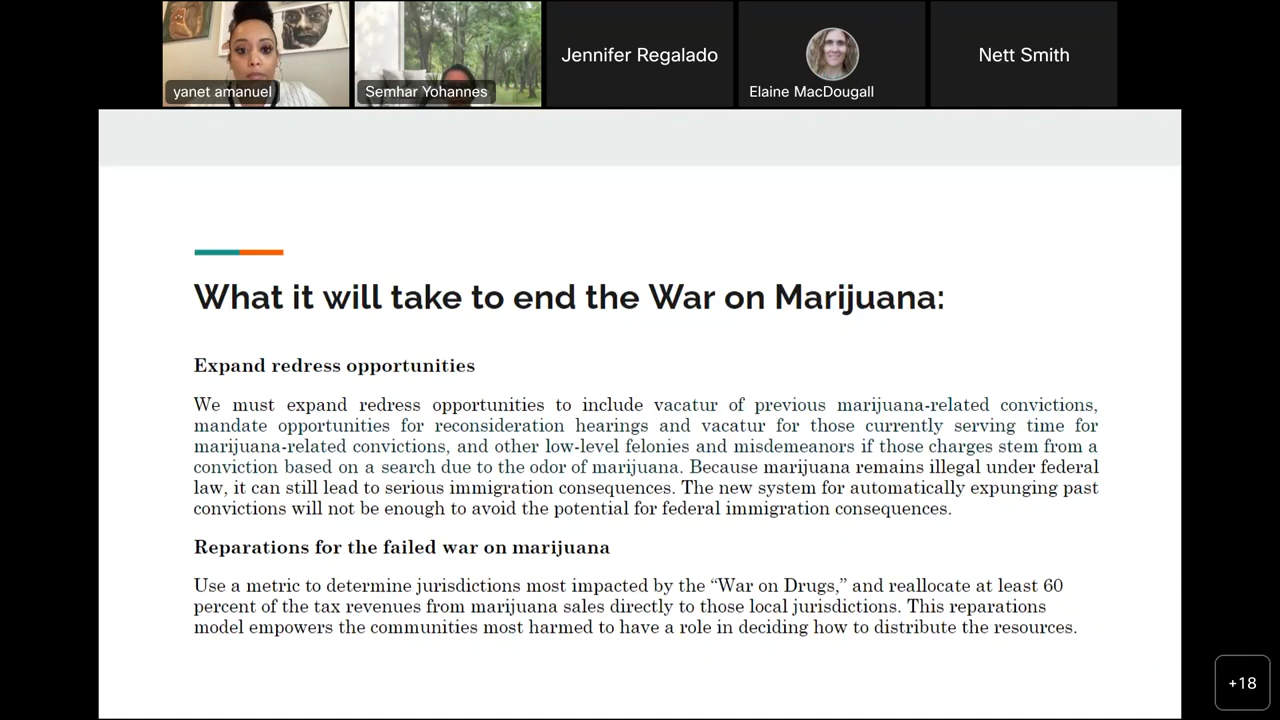 yanet amanuel
Semhar Yohannes
Jennifer Regalado
Elaine MacDougall
Nett Smith
What it will take to end the War on Marijuana:
Expand redress opportunities
We must expand redress opportunities to include vacatur of previous marijuana-related convictions,
mandate opportunities for reconsideration hearings and vacatur for those currently serving time for
marijuana-related convictions, and other low-level felonies and misdemeanors if those charges stem from a
conviction based on a search due to the odor of marijuana. Because marijuana remains illegal under federal
law, it can still lead to serious immigration consequences. The new system for automatically expunging past
convictions will not be enough to avoid the potential for federal immigration consequences.
Reparations for the failed war on marijuana
Use a metric to determine jurisdictions most impacted by the “War on Drugs,” and reallocate at least 60
percent of the tax revenues from marijuana sales directly to those local jurisdictions. This reparations
model empowers the communities most harmed to have a role in deciding how to distribute the resources.
+18